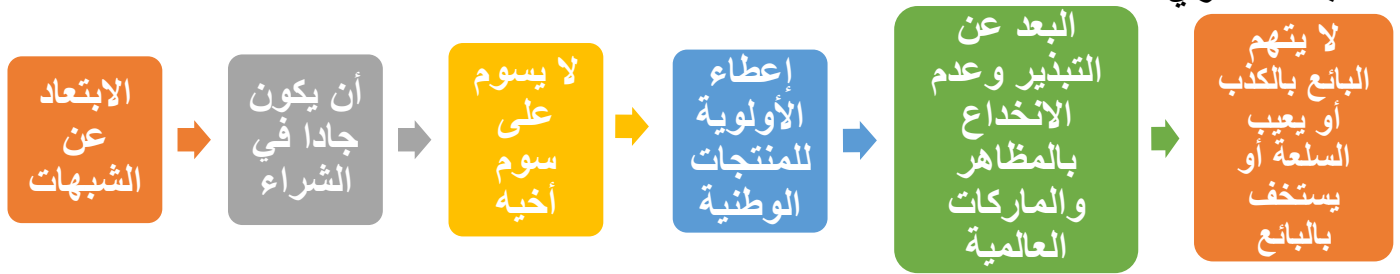 الابتعاد
عن
الشبهات
أن يكون
جادا في
الشراء
لا يسوم
على
سوم
أخيه
إعطاء
الأولوية
للمنتجات
الوطنية
البعد عن
التبذير وعدم
الانخداع
بالمظاهر
والماركات
العالمية
لا يتهم
البائع بالكذب
أو يعيب
السلعة أو
يستخف
بالبائع